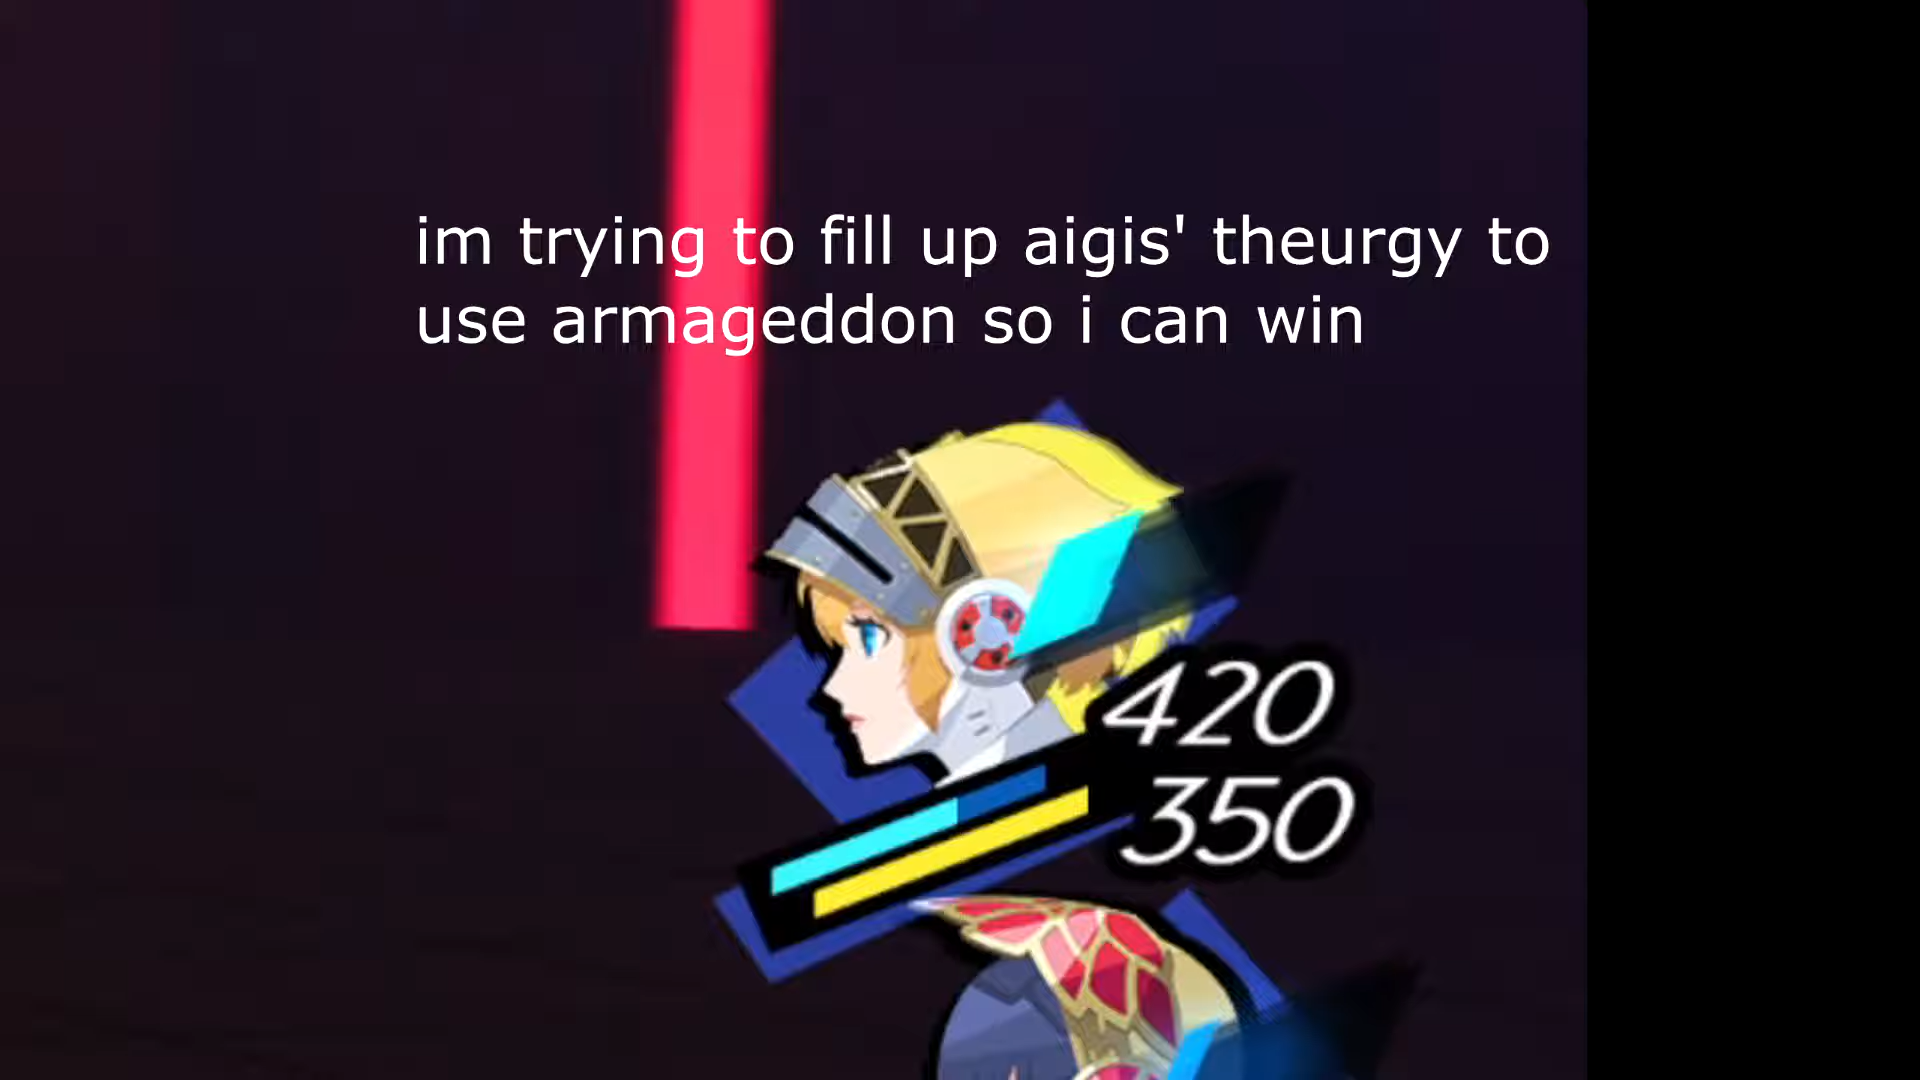 im trying to fill up aigis' theurgy to
use armageddon so i can win
420
350